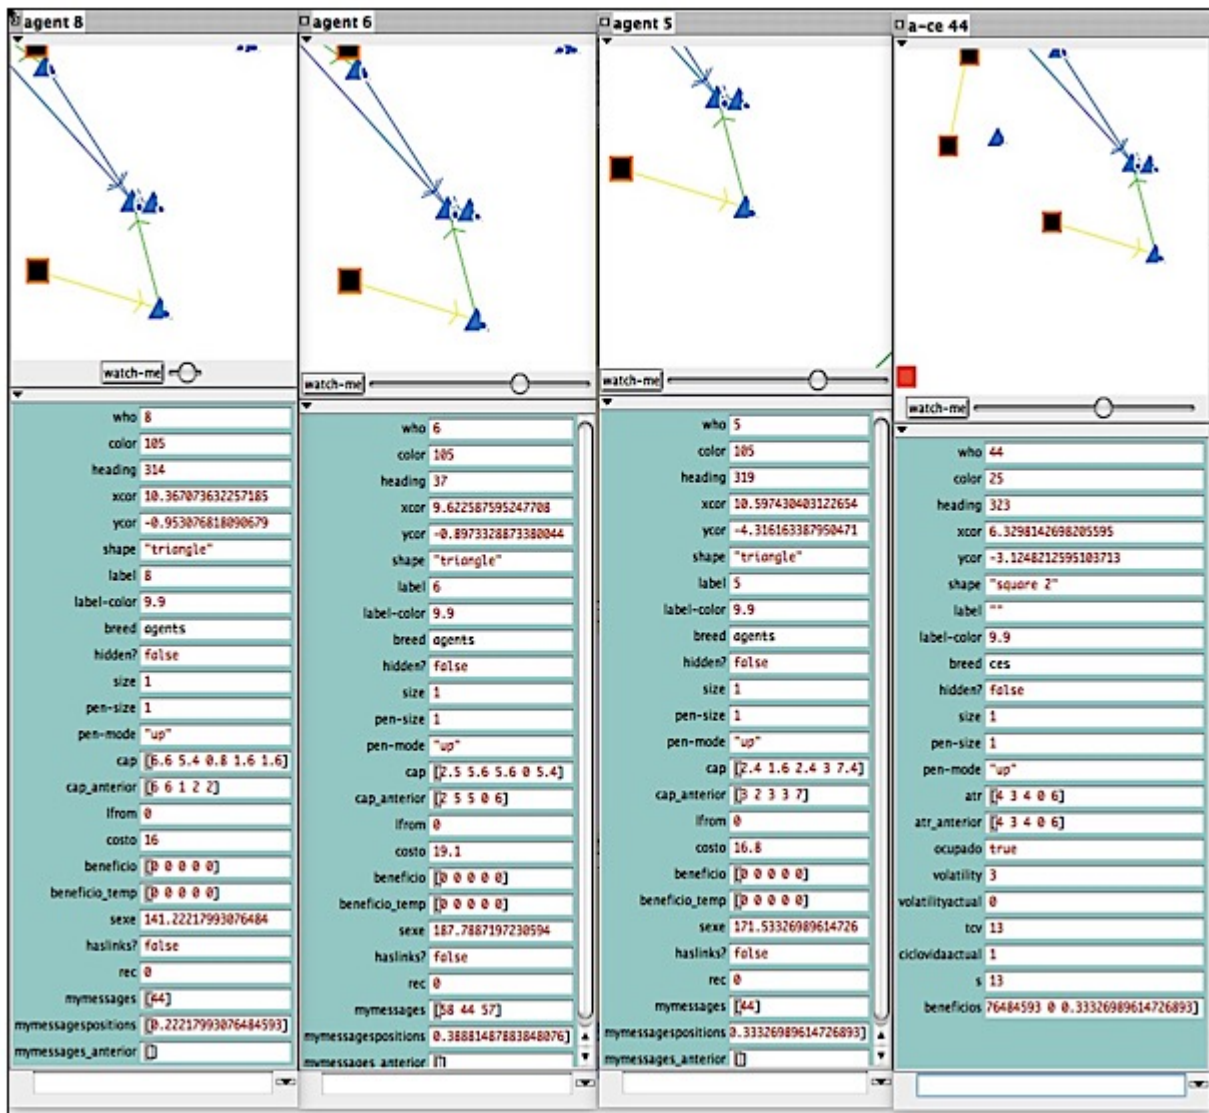 agent 8
watch-me
who 8
color 105
heading 314
xcor 10.367073632257185
ycor -0.953076818090679
shape "triangle"
label 8
label-color 9.9
breed agents
hidden? false
size 1
pen-size 1
pen-mode "up"
cap [6.6 5.4 0.8 1.6 1.6]
cap_anterior [6 6 1 2 2]
lfrom 0
costo 16
beneficio [0 0 0 0 0]
beneficio_temp [0 0 0 0 0]
sexe 141.22217993076484
haslinks? false
rec 0
mymessages [44]
mymessagespositions [0.22217993076484593]
mymessages_anterior []
agent 6
watch-me
who 6
color 105
heading 37
xcor 9.622587595247708
ycor -0.8973328873380044
shape "triangle"
label 6
label-color 9.9
breed agents
hidden? false
size 1
pen-size 1
pen-mode "up"
cap [2.5 5.6 5.6 0 5.4]
cap_anterior [2 5 5 0 6]
lfrom 0
costo 19.1
beneficio [0 0 0 0 0]
beneficio_temp [0 0 0 0 0]
sexe 187.7887197230594
haslinks? false
rec 0
mymessages [58 44 57]
mymessagespositions 0.38881487883848076]
mymessages_anterior []
agent 5
watch-me
who 5
color 105
heading 319
xcor 10.597430403122654
ycor -4.316163387950471
shape "triangle"
label 5
label-color 9.9
breed agents
hidden? false
size 1
pen-size 1
pen-mode "up"
cap [2.4 1.6 2.4 3 7.4]
cap_anterior [3 2 3 3 7]
lfrom 0
costo 16.8
beneficio [0 0 0 0 0]
beneficio_temp [0 0 0 0 0]
sexe 171.53326989614726
haslinks? false
rec 0
mymessages [44]
mymessagespositions 0.33326989614726893]
mymessages_anterior []
a-ce 44
watch-me
who 44
color 25
heading 323
xcor 6.3298142698205595
ycor -3.1248212595103713
shape "square 2"
label ""
label-color 9.9
breed ces
hidden? false
size 1
pen-size 1
pen-mode "up"
atr [4 3 4 0 6]
atr_anterior [4 3 4 0 6]
ocupado true
volatility 3
volatilityactual 0
tcv 13
ciclovidaactual 1
s 13
beneficios 76484593 0 0.33326989614726893]